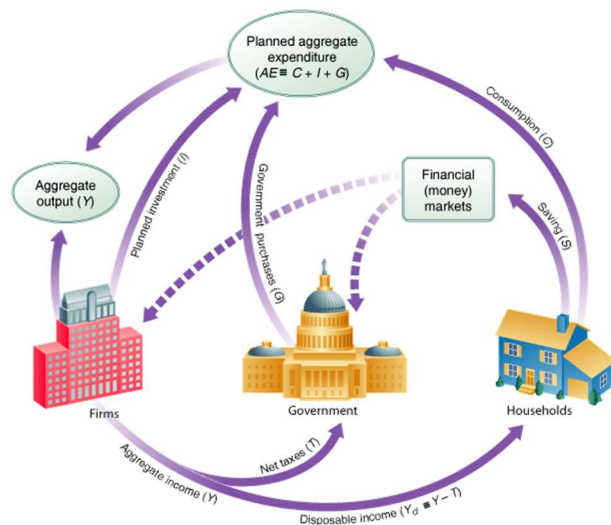 Planned aggregate
expenditure
(AE ≡ C + I + G)
Consumption (C)
Planned investment (I)
Government purchases (G)
Financial
(money)
markets
Saving (S)
Aggregate
output (Y)
Firms
Government
Households
Aggregate income (Y)
Net taxes (T)
Disposable income (Yd ≡ Y – T)